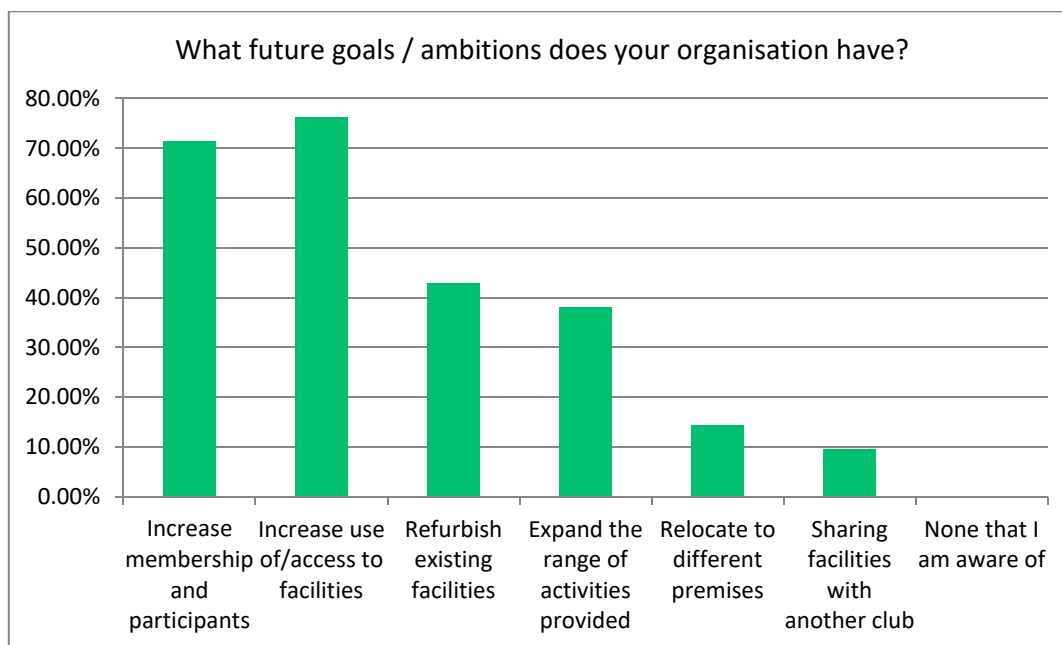 What future goals / ambitions does your organisation have?
80.00%
70.00%
60.00%
50.00%
40.00%
30.00%
20.00%
10.00%
0.00%
Increase
membership
and
participants
Increase use
of/access to
facilities
Refurbish
existing
facilities
Expand the
range of
activities
provided
Relocate to
different
premises
Sharing
facilities
with
another club
None that I
am aware of